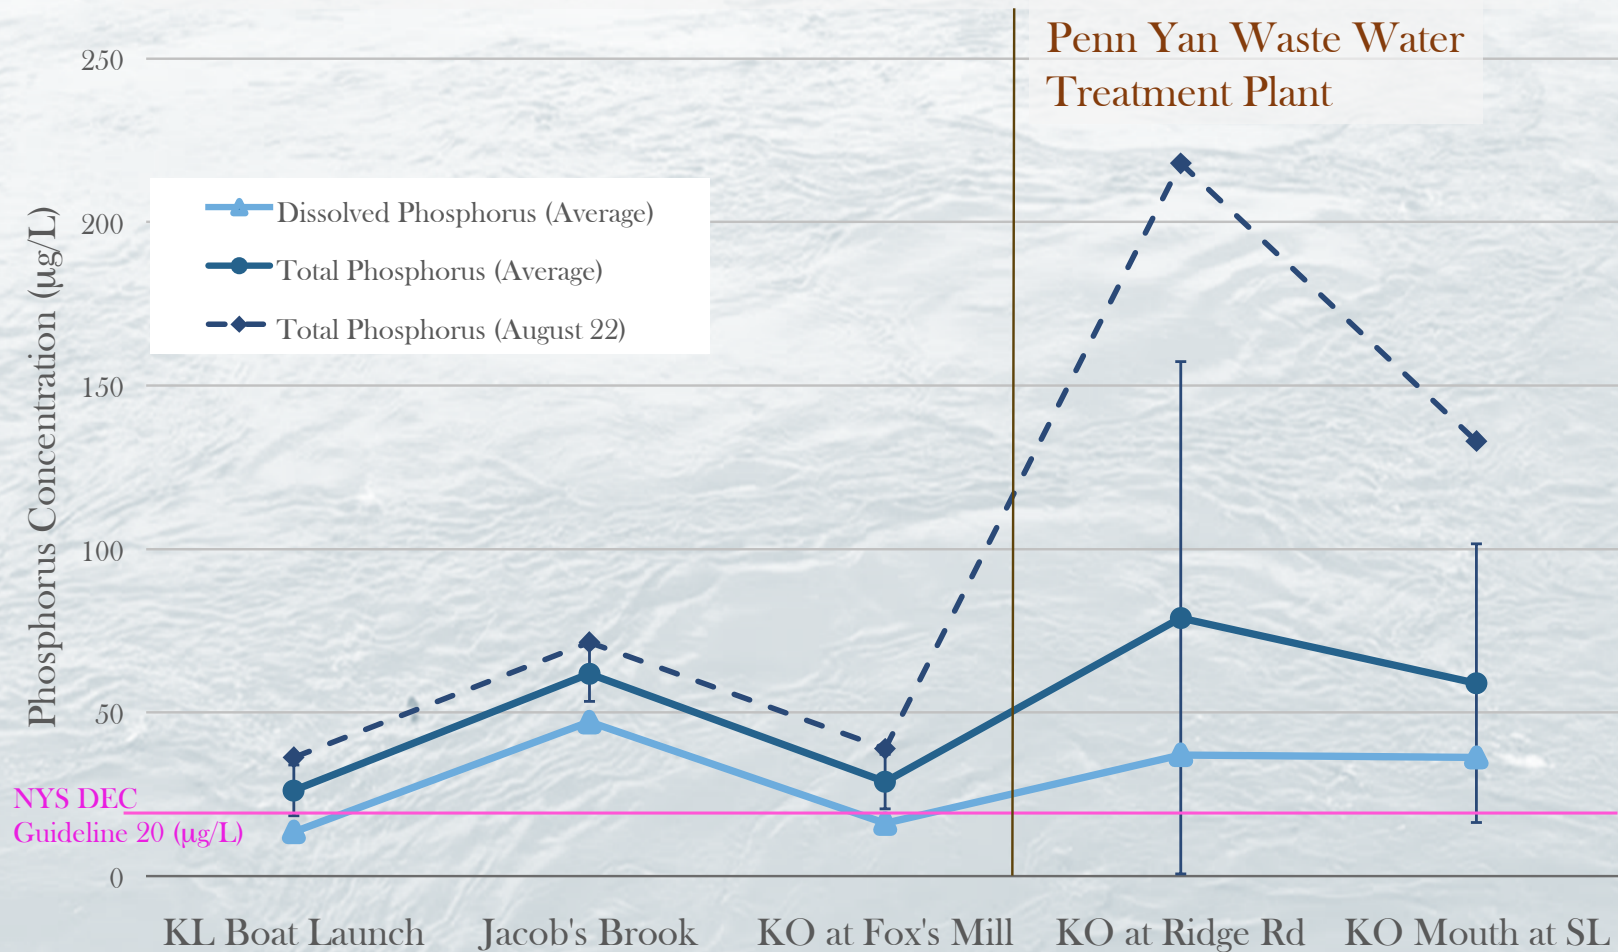 Penn Yan Waste Water
Treatment Plant
250
200
150
100
50
0
Phosphorus Concentration (µg/L)
Dissolved Phosphorus (Average)
Total Phosphorus (Average)
Total Phosphorus (August 22)
NYS DEC
Guideline 20 (µg/L)
KL Boat Launch
Jacob's Brook
KO at Fox's Mill
KO at Ridge Rd
KO Mouth at SL